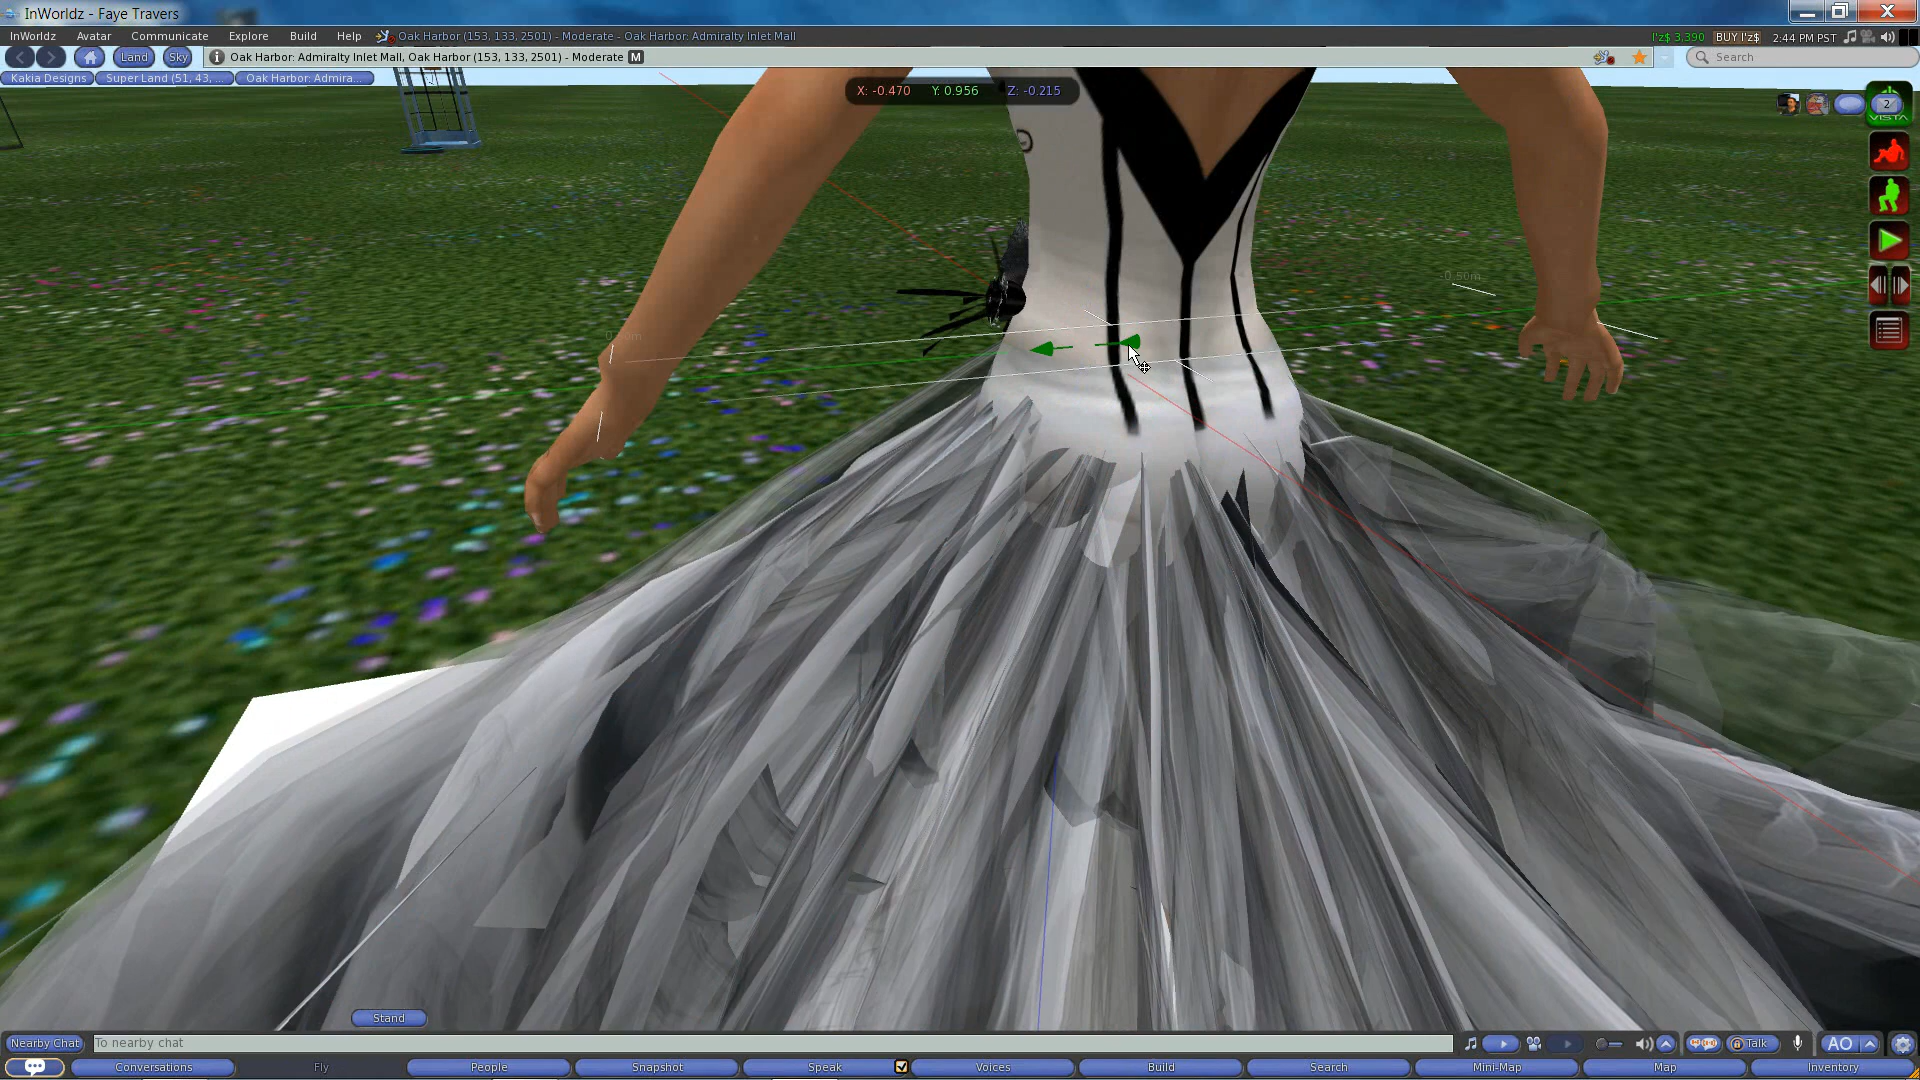 InWorldz - Faye Travers
InWorldz Avatar Communicate Explore Build Help Oak Harbor (153, 133, 2501) - Moderate - Oak Harbor: Admiralty Inlet Mall I'z$ 3,390 BUY I'z$ 2:44 PM PST
Land Sky Oak Harbor: Admiralty Inlet Mall, Oak Harbor (153, 133, 2501) - Moderate M Search
Kakia Designs Super Land (51, 43, ... Oak Harbor: Admira...
X: -0.470 Y: 0.956 Z: -0.215
2
VISTA
-0.50m
Stand
Nearby Chat To nearby chat Talk AO
Conversations Fly People Snapshot Speak Voices Build Search Mini-Map Map Inventory